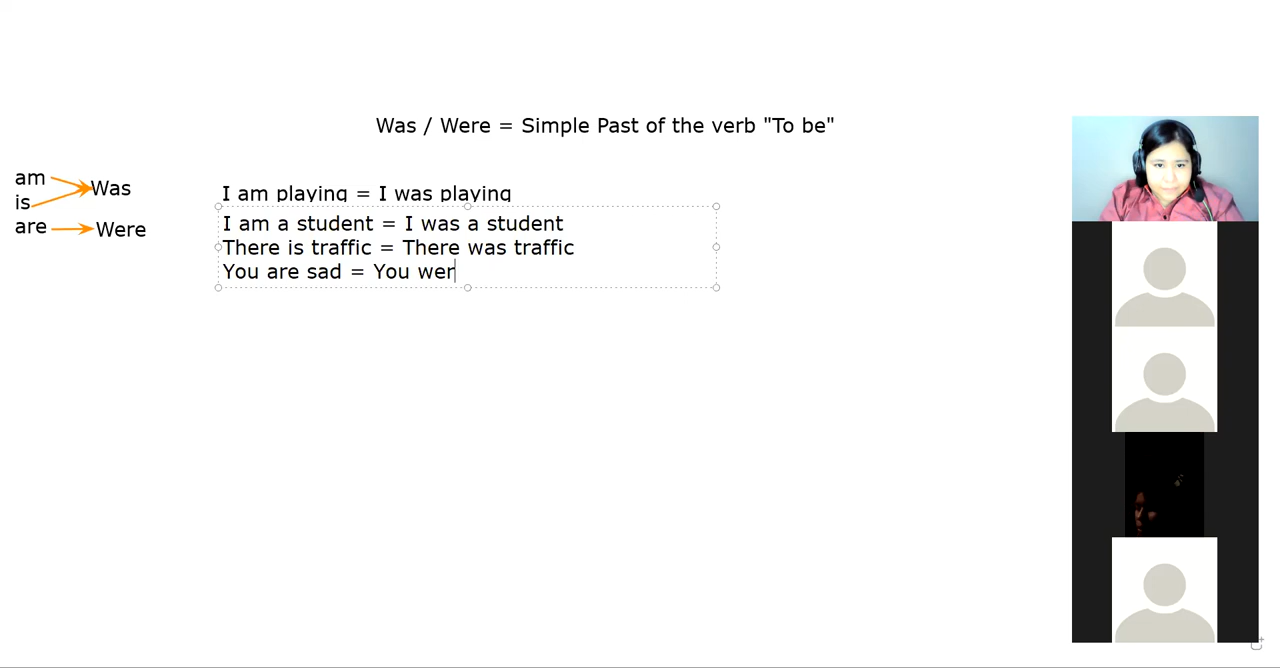 Was / Were = Simple Past of the verb "To be"
am
is
are
Was
Were
I am playing = I was playing
I am a student = I was a student
There is traffic = There was traffic
You are sad = You wer